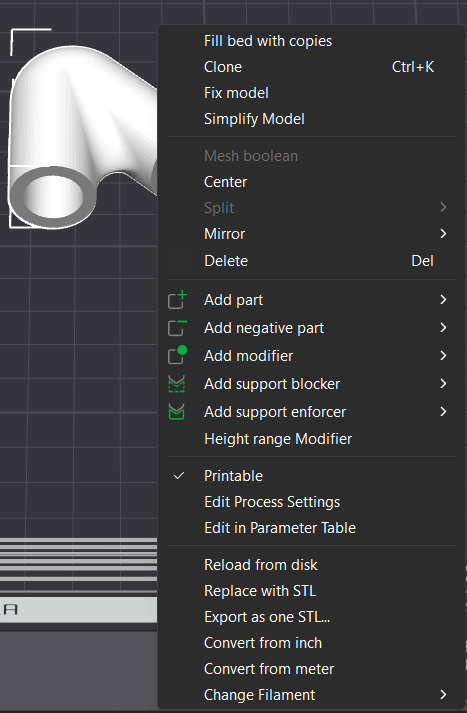 Fill bed with copies
Clone Ctrl+K
Fix model
Simplify Model
Mesh boolean
Center
Split
Mirror
Delete Del
Add part
Add negative part
Add modifier
Add support blocker
Add support enforcer
Height range Modifier
Printable
Edit Process Settings
Edit in Parameter Table
Reload from disk
Replace with STL
Export as one STL...
Convert from inch
Convert from meter
Change Filament